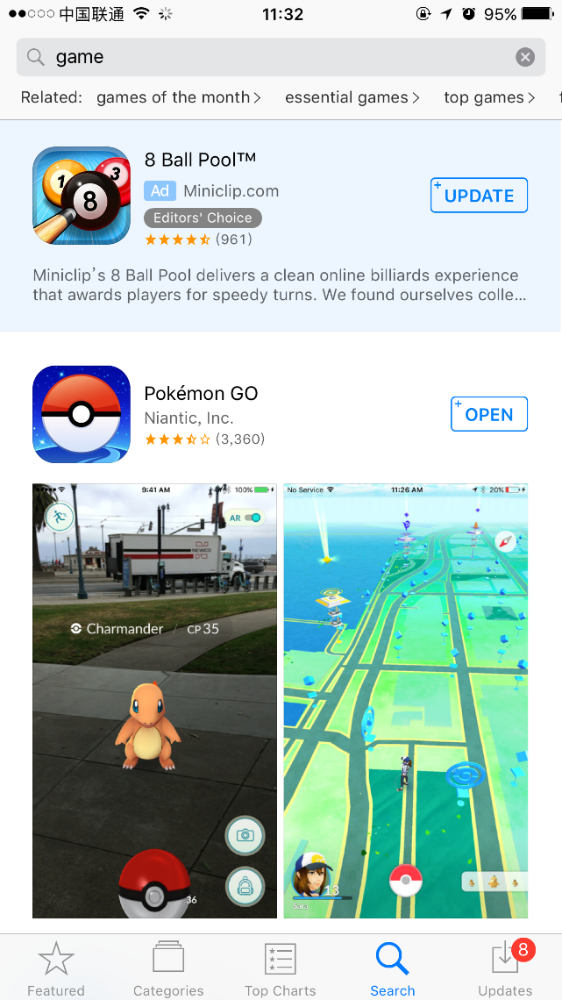 中国联通 11:32 95%
game
Related: games of the month > essential games > top games >
8 Ball Pool™
Ad Miniclip.com
UPDATE
Editors' Choice
(961)
Miniclip's 8 Ball Pool delivers a clean online billiards experience
that awards players for speedy turns. We found ourselves colle...
Pokémon GO
Niantic, Inc.
OPEN
(3,360)
9:41 AM 100%
AR
NEWCO
Charmander / CP35
36
No Service 11:26 AM 20%
13
Sara
8
Featured Categories Top Charts Search Updates